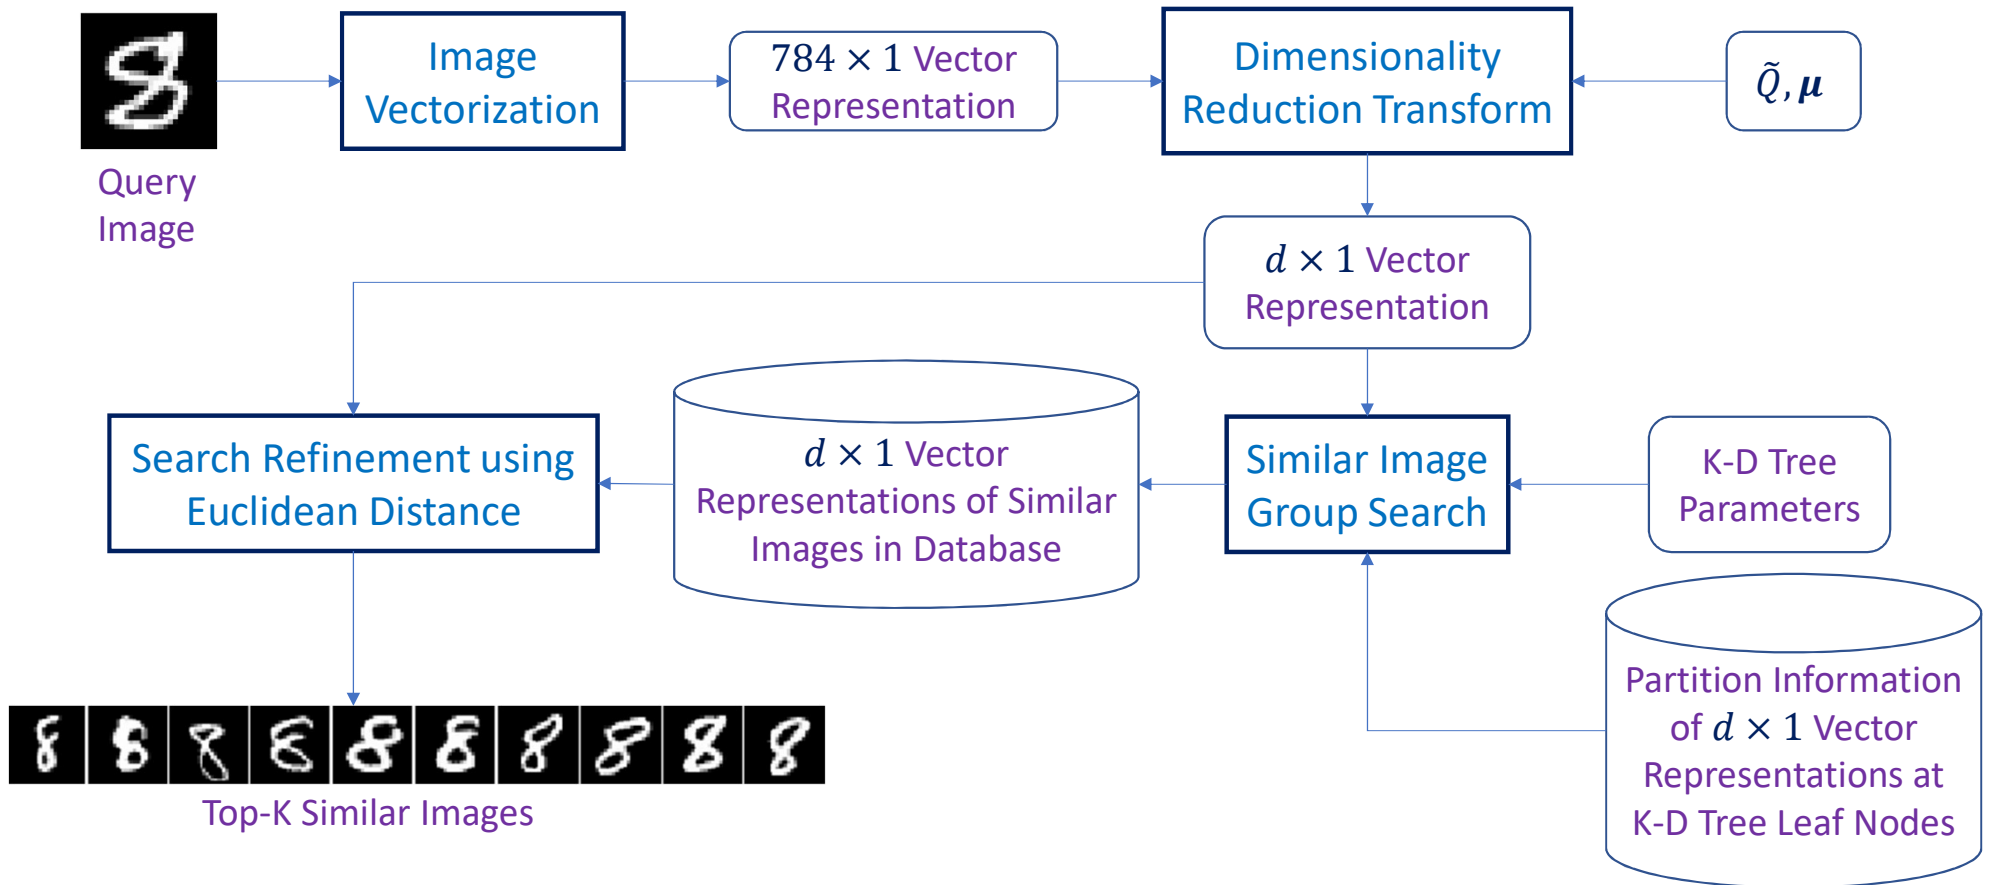 Query
Image
Image
Vectorization
784 × 1 Vector
Representation
Dimensionality
Reduction Transform
Q̃, μ
d × 1 Vector
Representation
Search Refinement using
Euclidean Distance
d × 1 Vector
Representations of Similar
Images in Database
Similar Image
Group Search
K-D Tree
Parameters
Partition Information
of d × 1 Vector
Representations at
K-D Tree Leaf Nodes
Top-K Similar Images